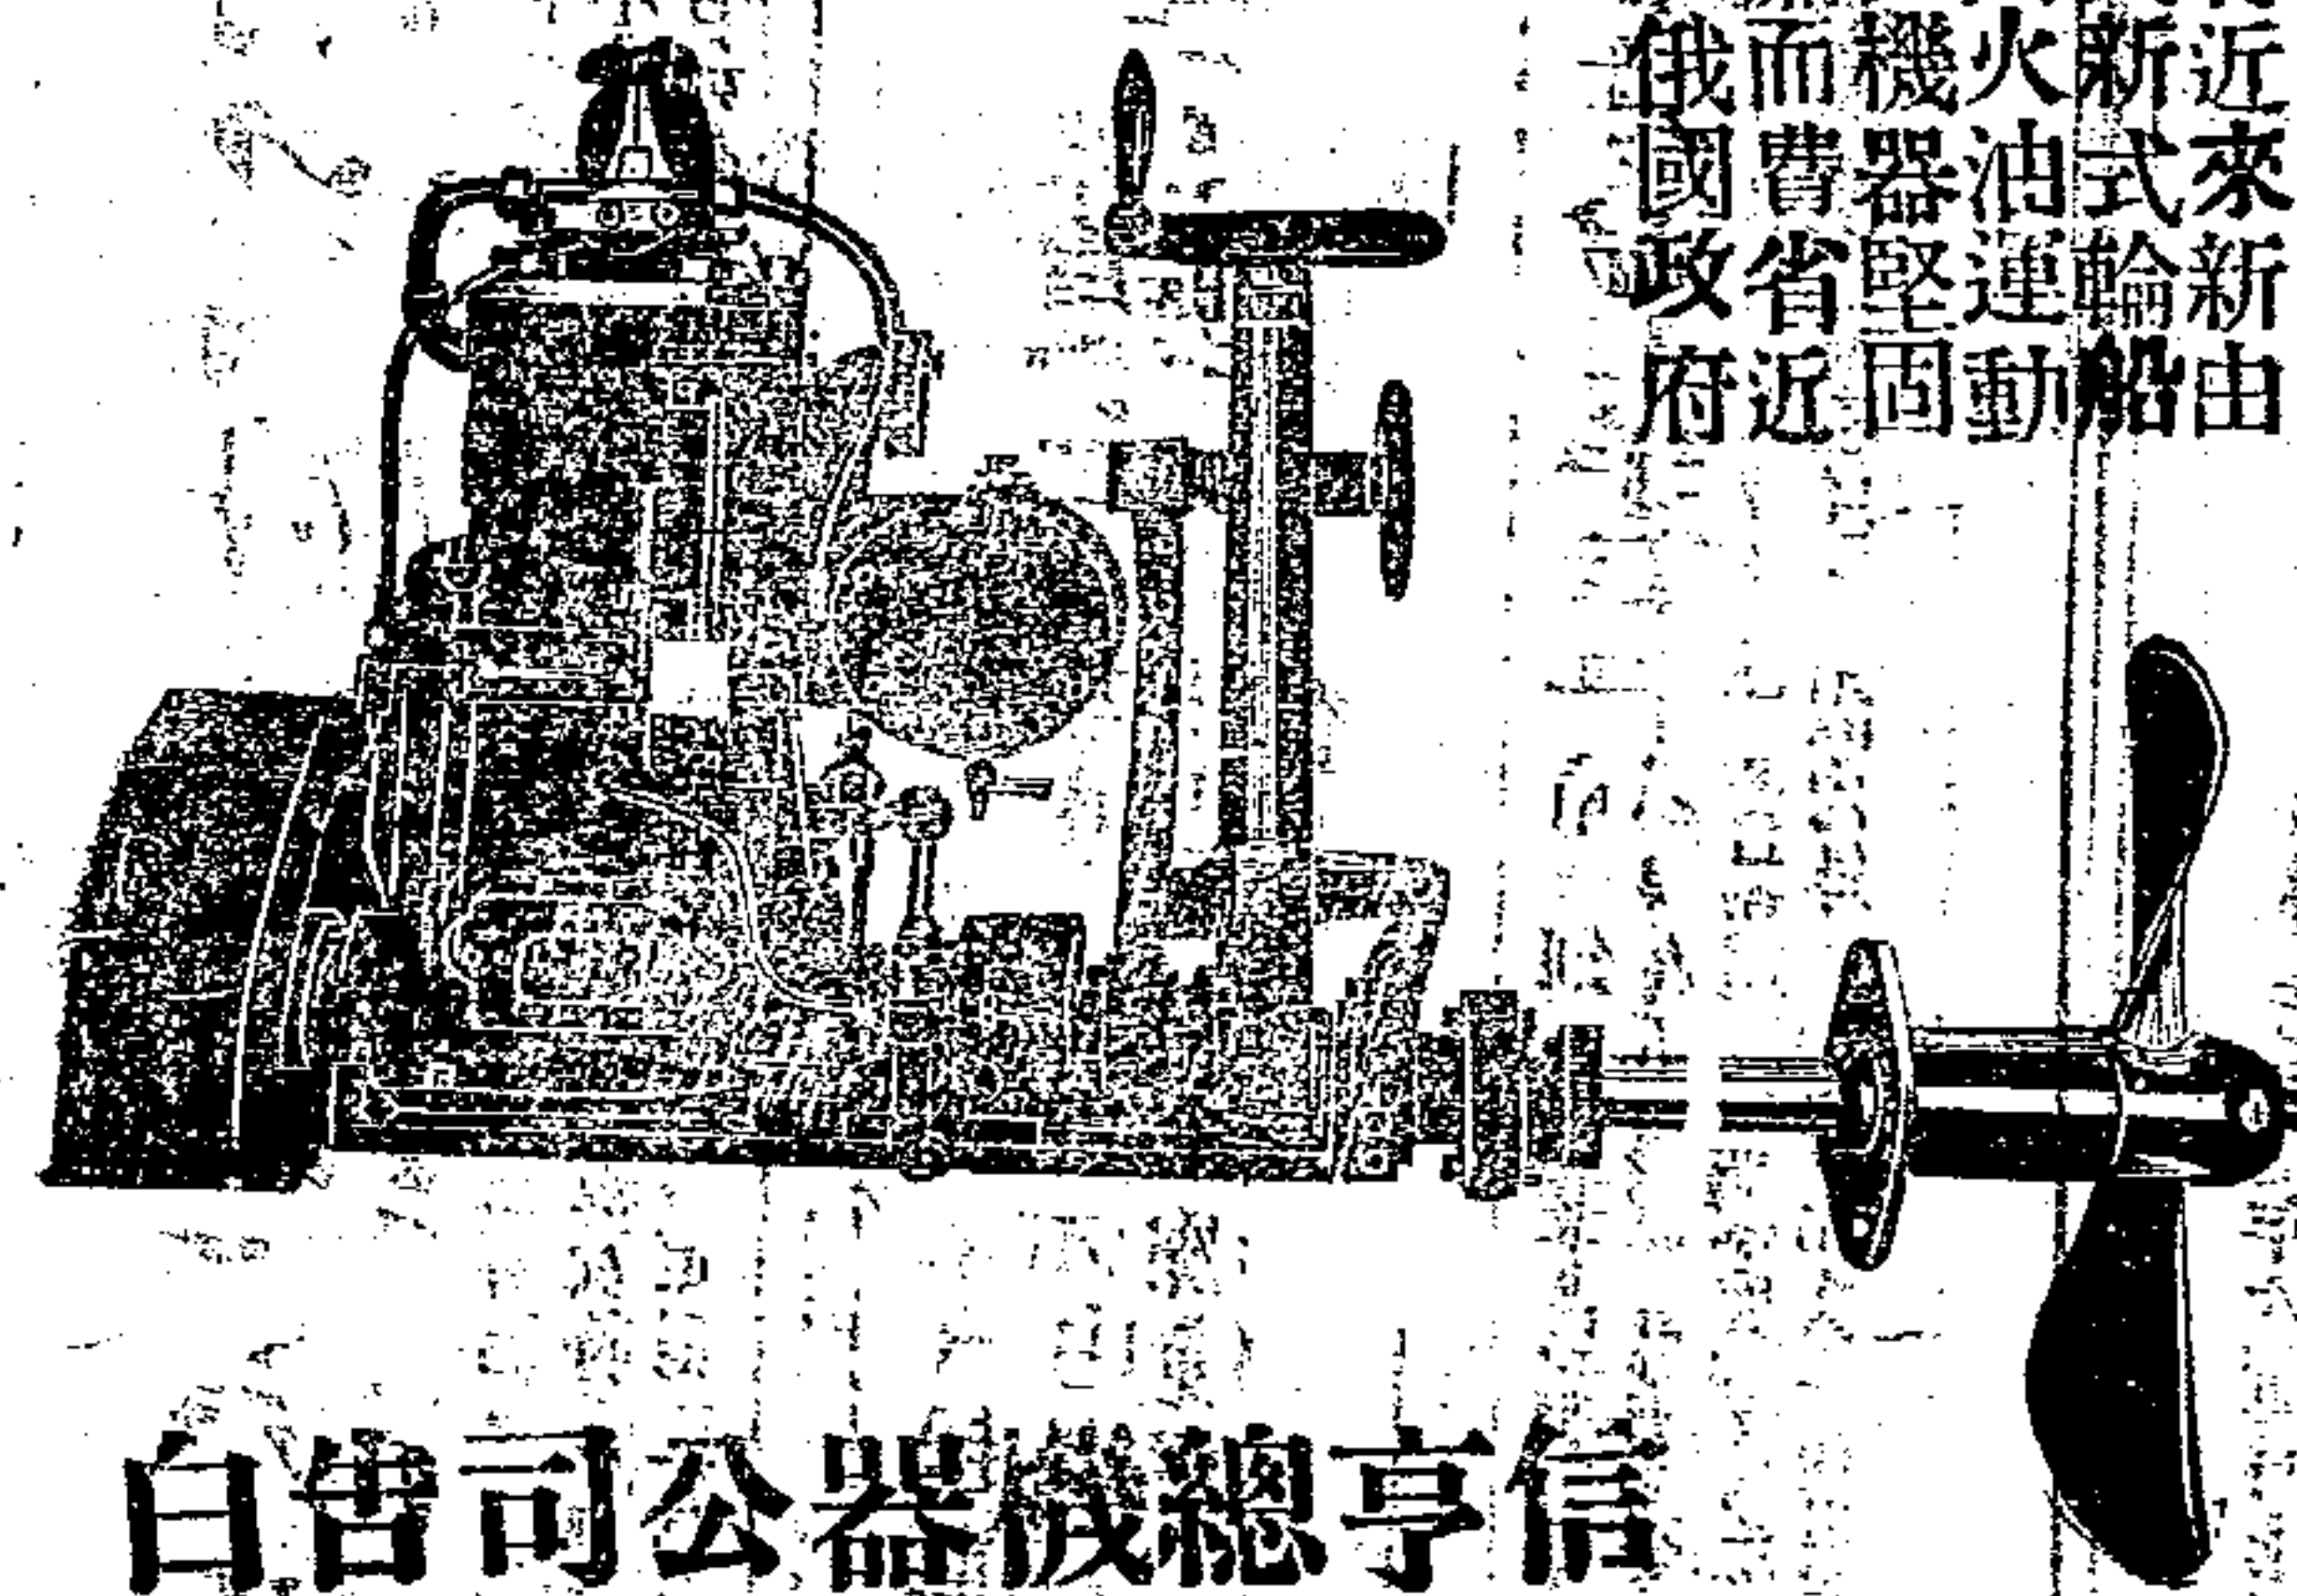 近來新由
新式輪船
火油運動
機器堅固
而費省近
俄國政府
信亨總機器公司告白